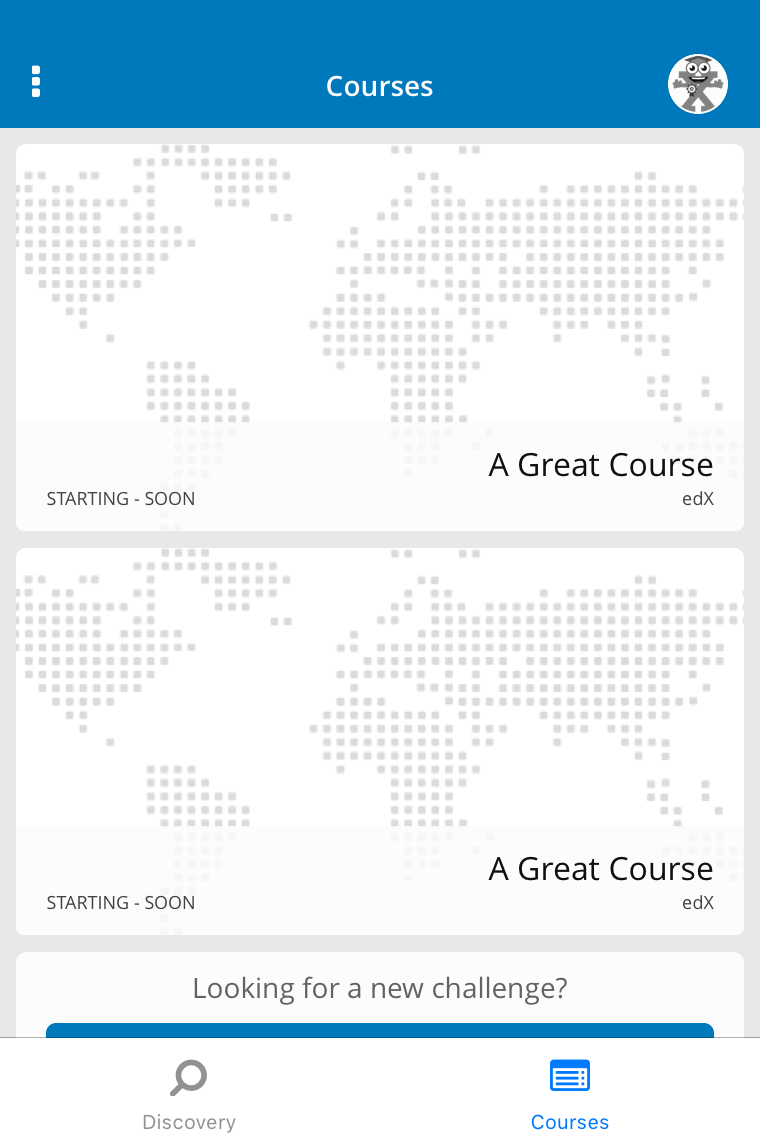 Courses
A Great Course
STARTING - SOON
edX
A Great Course
STARTING - SOON
edX
Looking for a new challenge?
Discovery
Courses